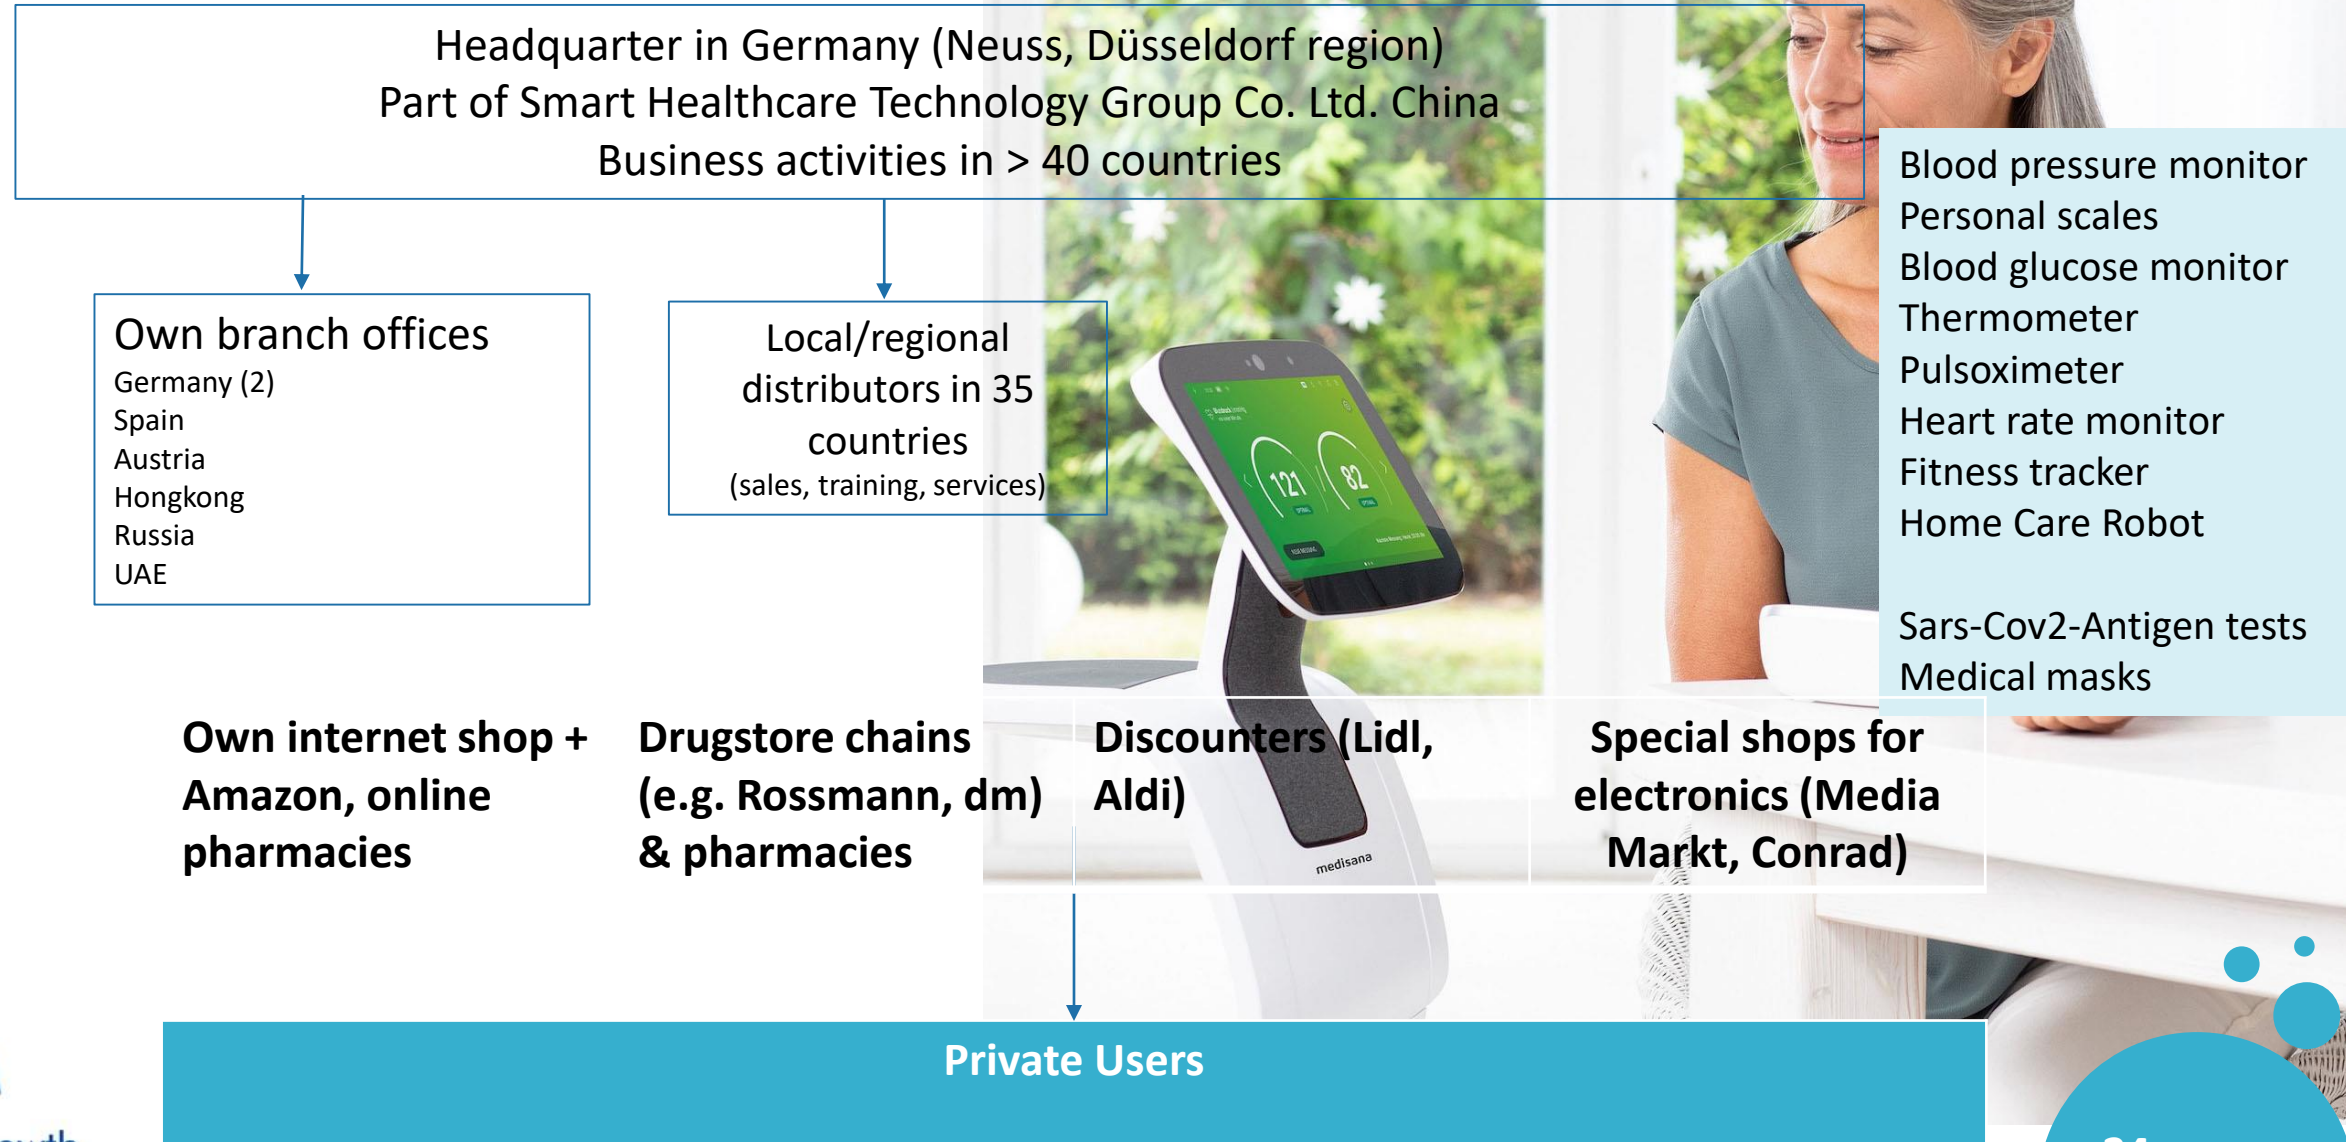 Headquarter in Germany (Neuss, Düsseldorf region)
Part of Smart Healthcare Technology Group Co. Ltd. China
Business activities in > 40 countries
Own branch offices
Germany (2)
Spain
Austria
Hongkong
Russia
UAE
Local/regional
distributors in 35
countries
(sales, training, services)
Blood pressure monitor
Personal scales
Blood glucose monitor
Thermometer
Pulsoximeter
Heart rate monitor
Fitness tracker
Home Care Robot
Sars-Cov2-Antigen tests
Medical masks
121
82
medisana
Own internet shop +
Amazon, online
pharmacies
Drugstore chains
(e.g. Rossmann, dm)
& pharmacies
Discounters (Lidl,
Aldi)
Special shops for
electronics (Media
Markt, Conrad)
Private Users